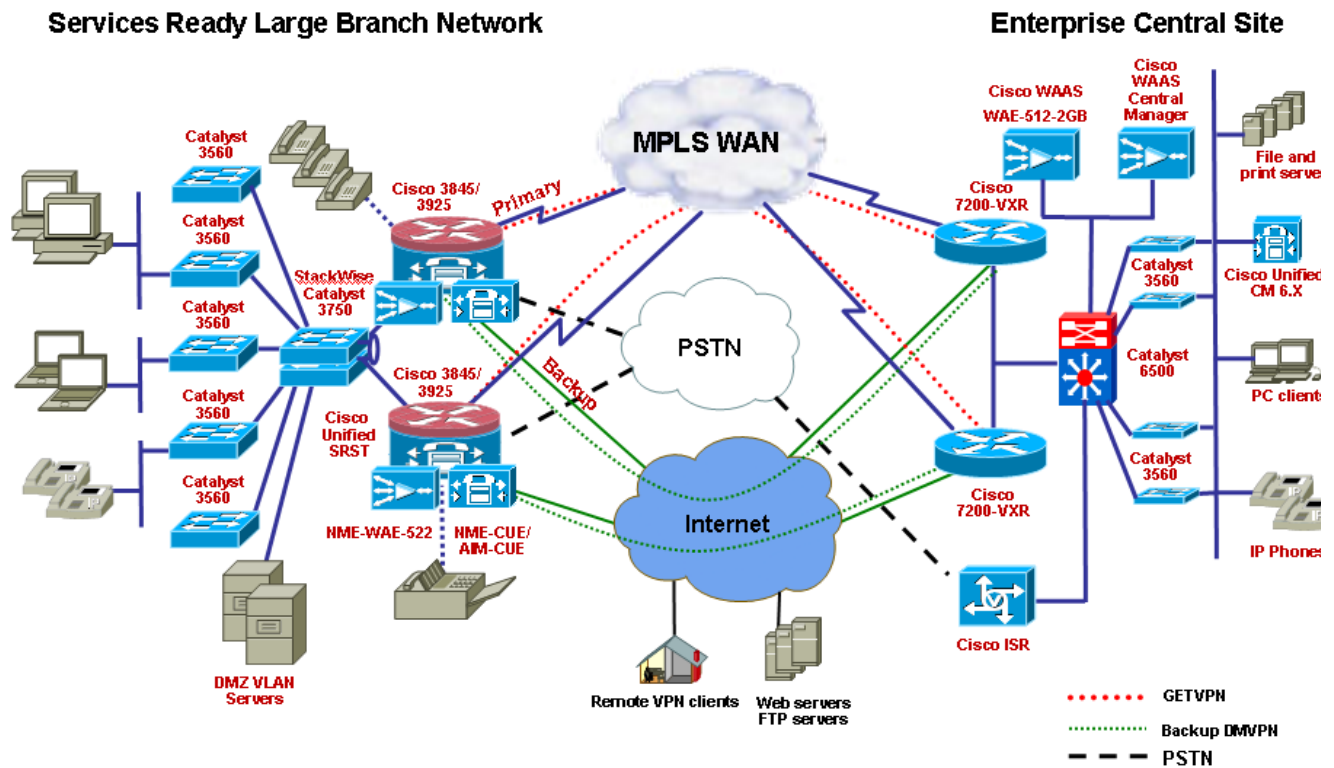 Services Ready Large Branch Network
Enterprise Central Site
Catalyst
3560
Catalyst
3560
Catalyst
3560
Catalyst
3560
Catalyst
3560
StackWise
Catalyst
3750
Cisco 3845/
3925
Primary
MPLS WAN
PSTN
Backup
Cisco 3845/
3925
Cisco
Unified
SRST
NME-WAE-522
NME-CUE/
AIM-CUE
DMZ VLAN
Servers
Internet
Remote VPN clients
Web servers
FTP servers
Cisco WAAS
WAE-512-2GB
Cisco
WAAS
Central
Manager
File and
print server
Cisco
7200-VXR
Catalyst
3560
Cisco Unified
CM 6.X
Catalyst
6500
PC clients
Cisco
7200-VXR
Catalyst
3560
IP
IP
IP Phones
Cisco ISR
GETVPN
Backup DMVPN
PSTN